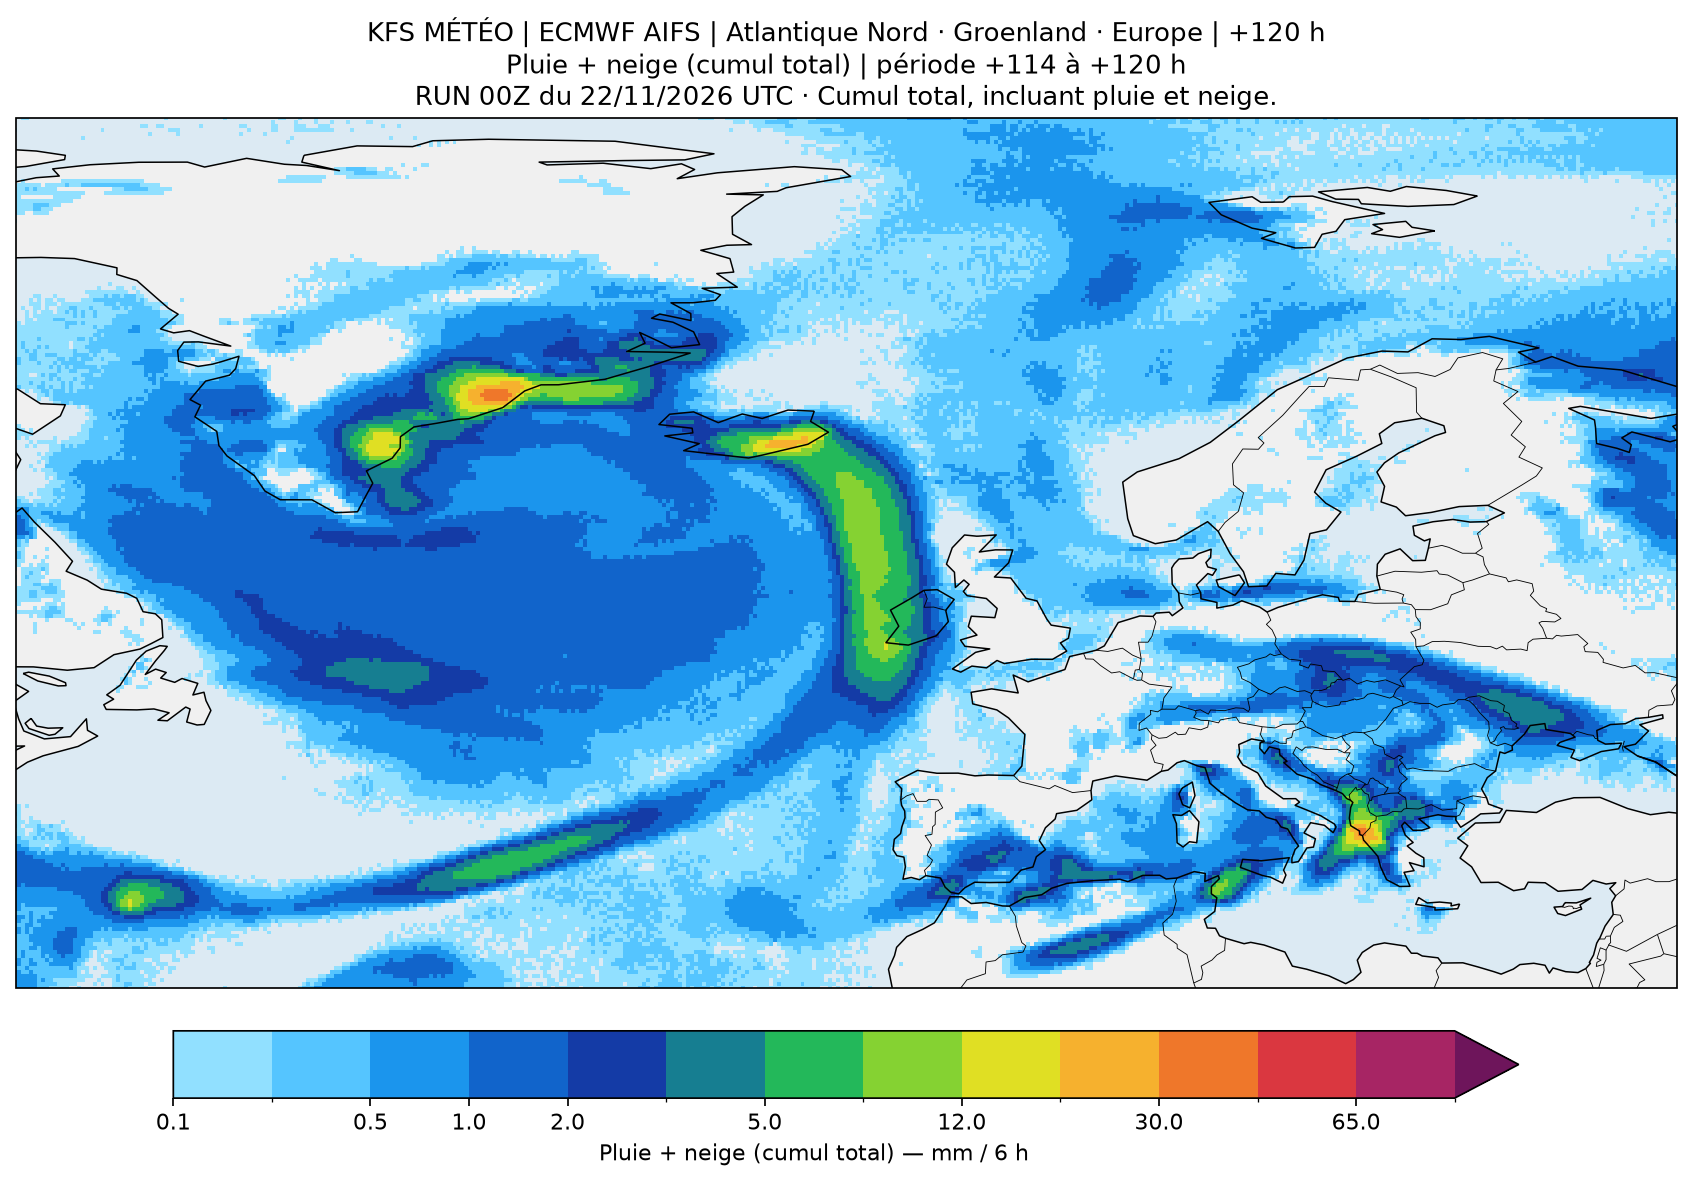 KFS MÉTÉO | ECMWF AIFS | Atlantique Nord · Groenland · Europe | +120 h
Pluie + neige (cumul total) | période +114 à +120 h
RUN 00Z du 22/11/2026 UTC · Cumul total, incluant pluie et neige.
0.1 0.5 1.0 2.0 5.0 12.0 30.0 65.0
Pluie + neige (cumul total) — mm / 6 h